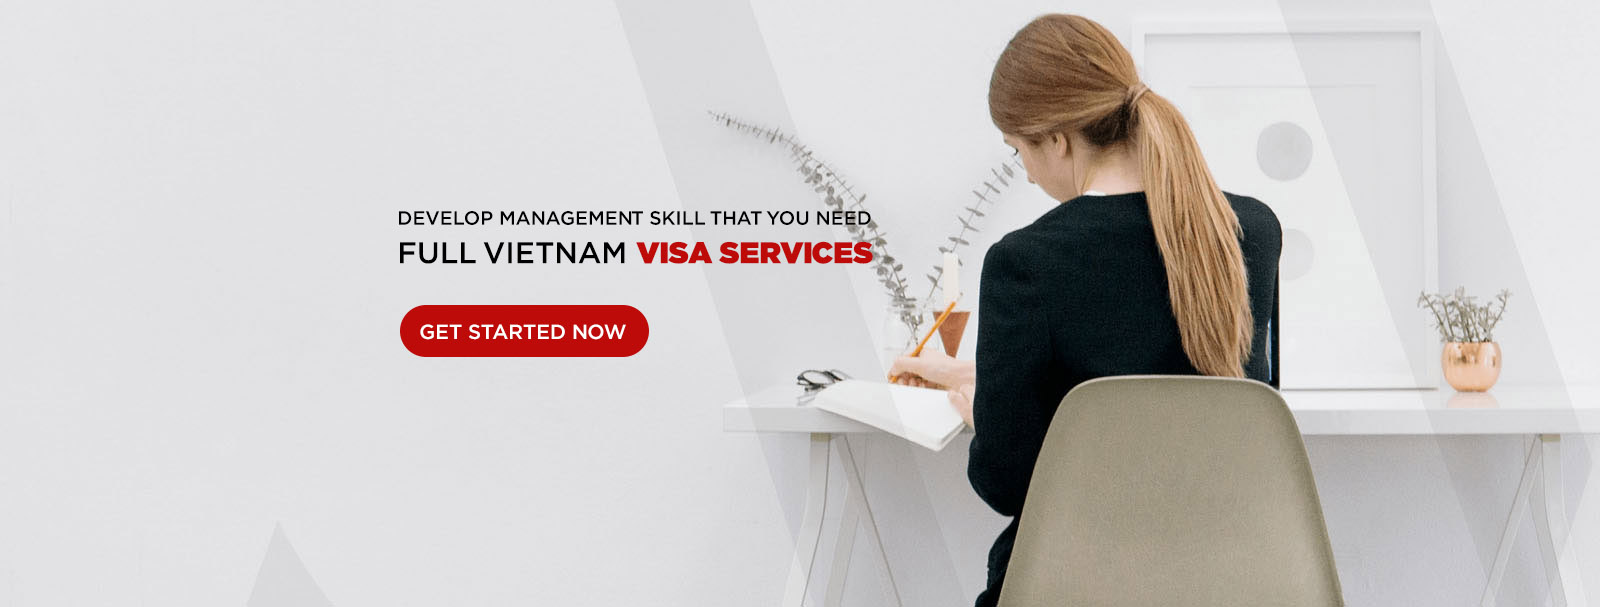 DEVELOP MANAGEMENT SKILL THAT YOU NEED
FULL VIETNAM VISA SERVICES
GET STARTED NOW